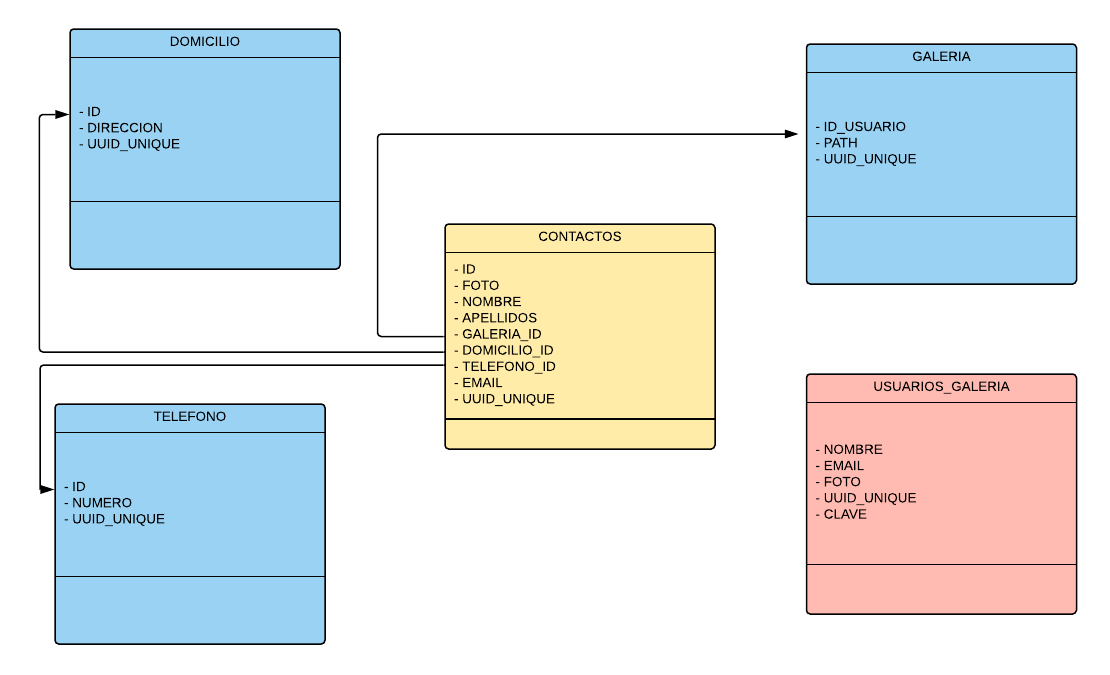 DOMICILIO
- ID
- DIRECCION
- UUID_UNIQUE
GALERIA
- ID_USUARIO
- PATH
- UUID_UNIQUE
CONTACTOS
- ID
- FOTO
- NOMBRE
- APELLIDOS
- GALERIA_ID
- DOMICILIO_ID
- TELEFONO_ID
- EMAIL
- UUID_UNIQUE
TELEFONO
- ID
- NUMERO
- UUID_UNIQUE
USUARIOS_GALERIA
- NOMBRE
- EMAIL
- FOTO
- UUID_UNIQUE
- CLAVE